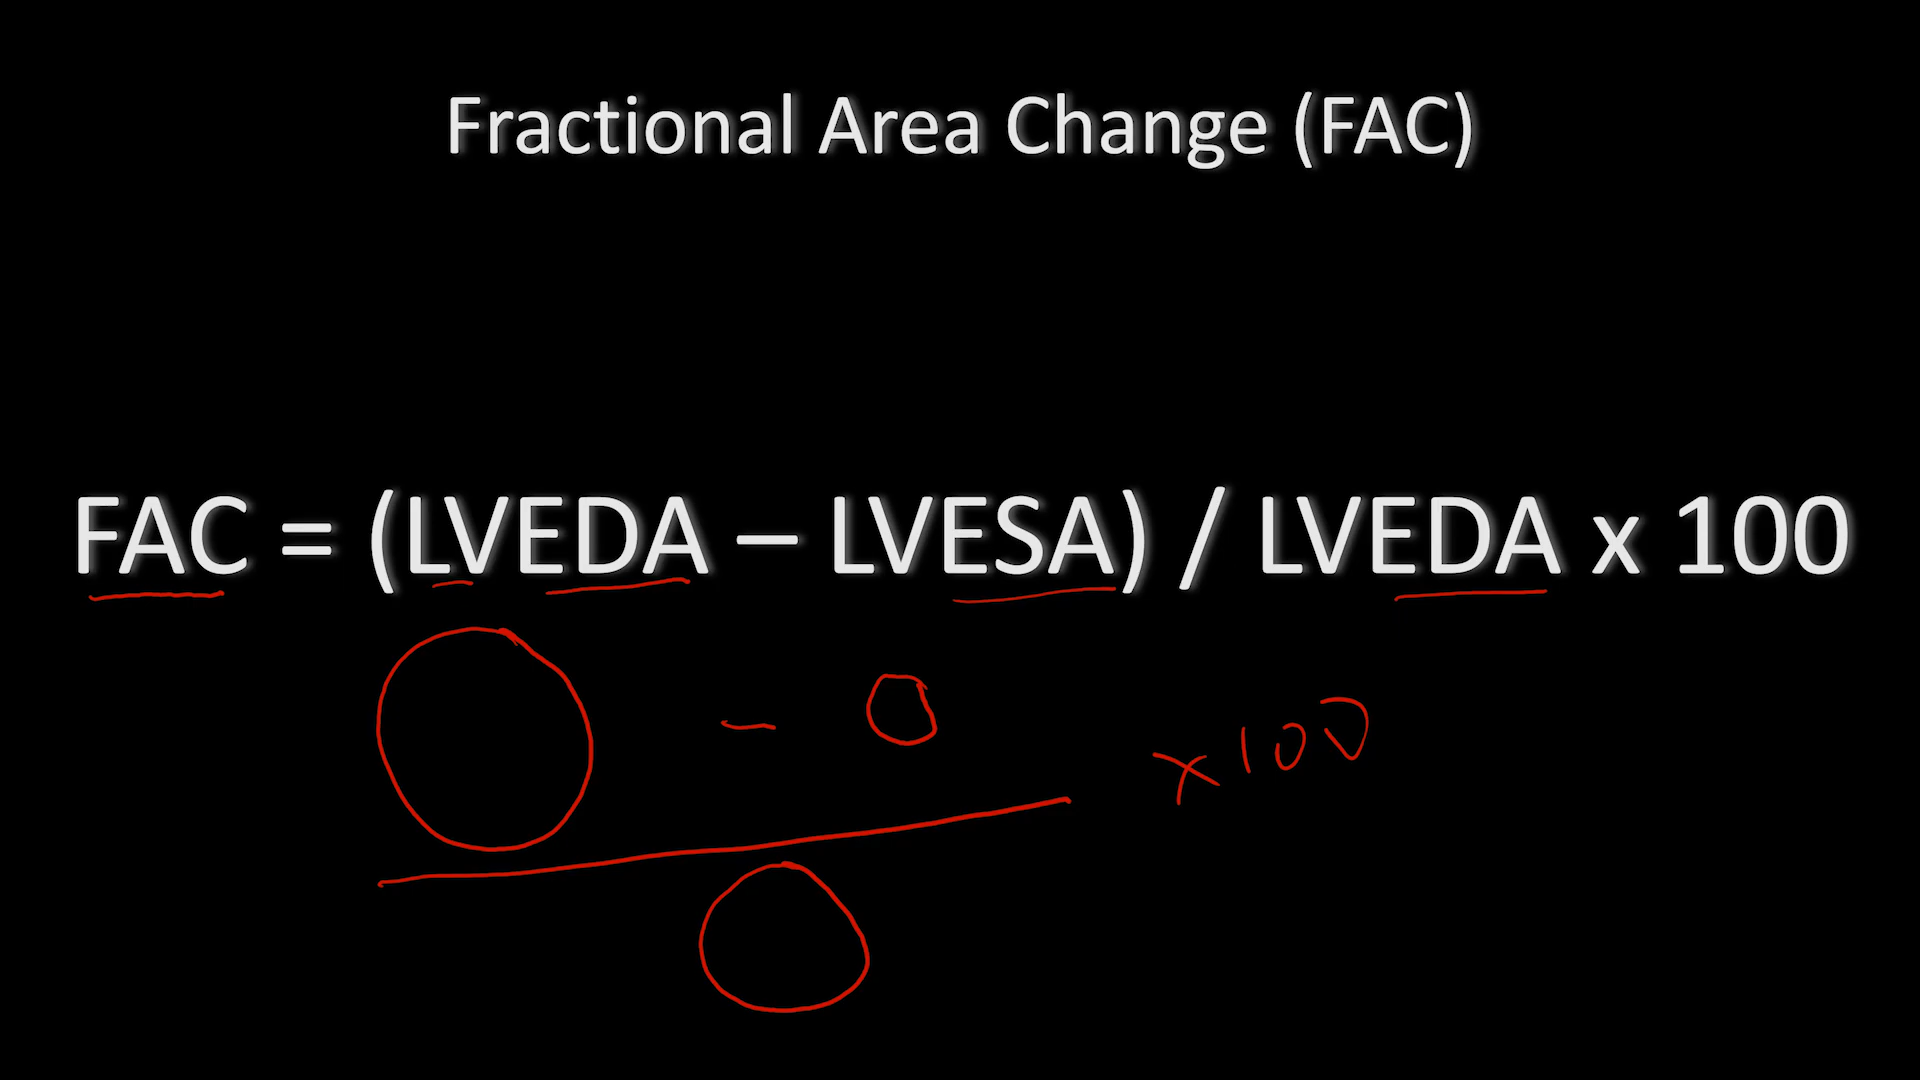 Fractional Area Change (FAC)
FAC = (LVEDA – LVESA) / LVEDA x 100
– x100